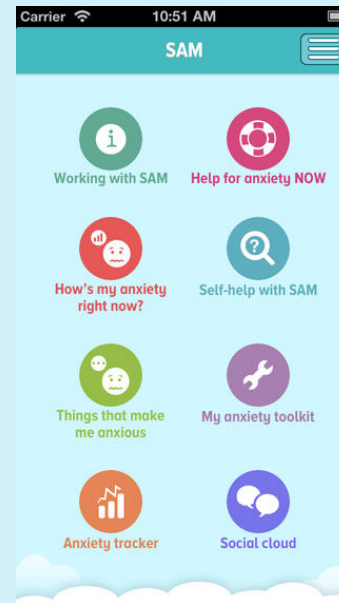 Carrier 10:51 AM
SAM
Working with SAM
Help for anxiety NOW
How's my anxiety
right now?
Self-help with SAM
Things that make
me anxious
My anxiety toolkit
Anxiety tracker
Social cloud